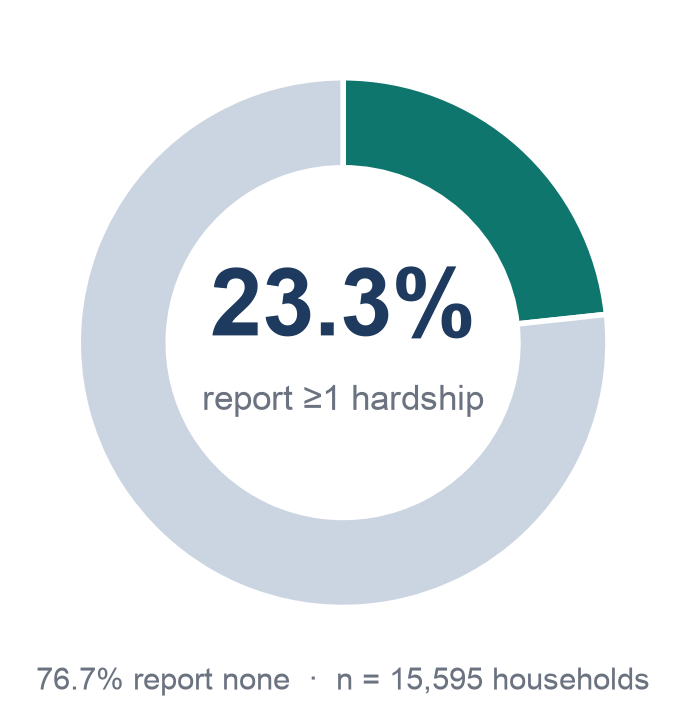 23.3%
report ≥1 hardship
76.7% report none · n = 15,595 households